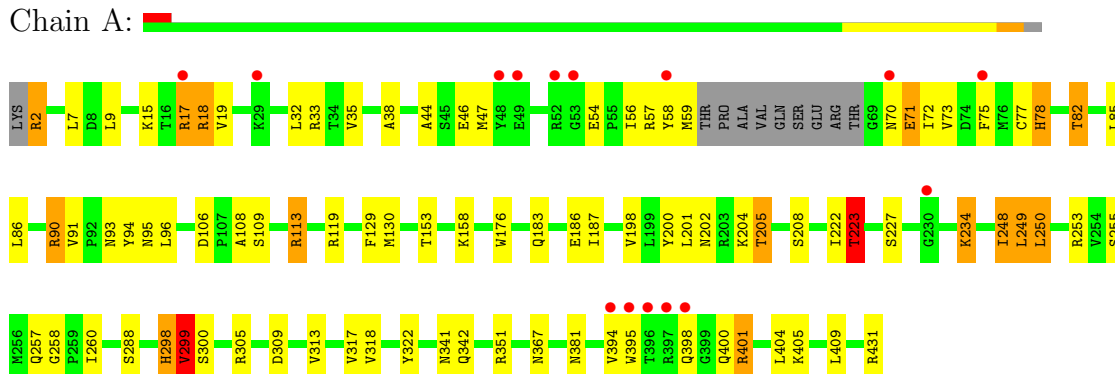 Chain A:
LYS R2 L7 D8 L9 K15 T16 R17 R18 V19 K29 L32 R33 T34 V35 A38 A44 S45 E46 M47 Y48 E49 R52 G53 E54 P55 I56 R57 Y58 M59 THR PRO ALA VAL GLN SER GLU ARG THR G69 N70 E71 I72 V73 D74 F75 M76 C77 H78 T82 L85
L86 R90 V91 P92 N93 Y94 N95 L96 D106 P107 A108 S109 R113 R119 F129 M130 T153 K158 W176 Q183 E186 I187 V198 L199 Y200 L201 N202 R203 K204 T205 S208 I222 T223 S227 G230 K234 I248 L249 L250 R253 V254 S255
M256 Q257 G258 P259 I260 S288 H298 V299 S300 R305 D309 V313 V317 V318 Y322 N341 Q342 R351 N367 N381 V394 W395 T396 R397 Q398 G399 Q400 R401 L404 K405 L409 R431